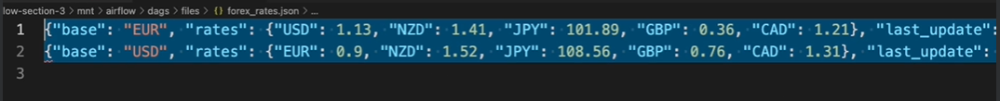 low-section-3 > mnt > airflow > dags > files > {} forex_rates.json > ...
1 {"base": "EUR", "rates": {"USD": 1.13, "NZD": 1.41, "JPY": 101.89, "GBP": 0.36, "CAD": 1.21}, "last_update":
2 {"base": "USD", "rates": {"EUR": 0.9, "NZD": 1.52, "JPY": 108.56, "GBP": 0.76, "CAD": 1.31}, "last_update":
3